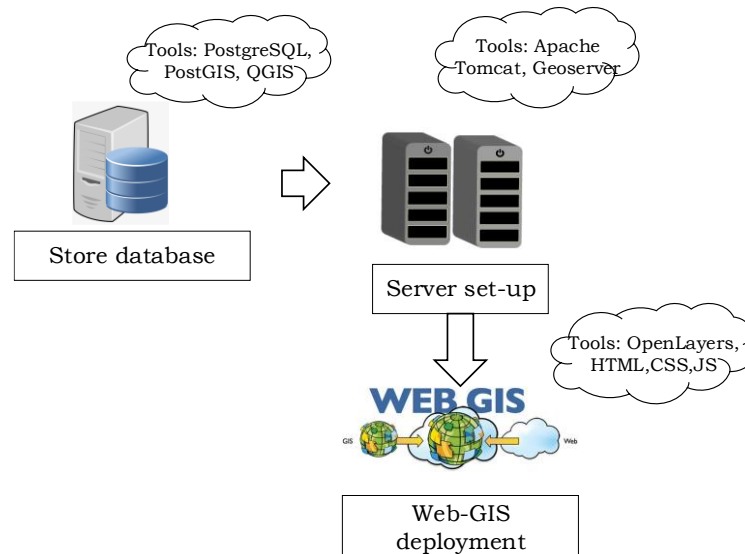 Tools: PostgreSQL,
PostGIS, QGIS
Tools: Apache
Tomcat, Geoserver
Store database
Server set-up
Tools: OpenLayers,
HTML,CSS,JS
WEB GIS
GIS
Web
Web-GIS
deployment